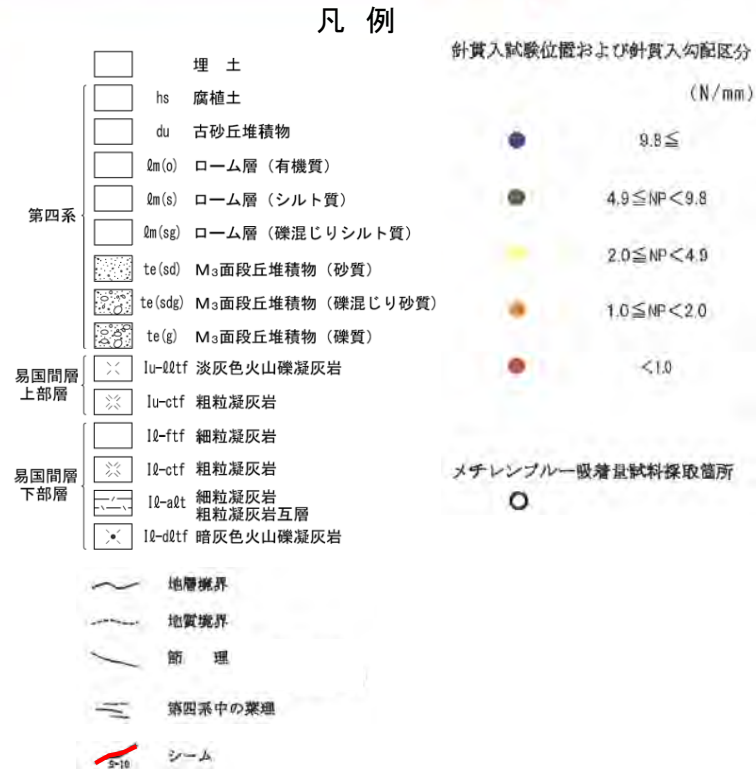 凡 例
埋 土
第四系
hs 腐植土
du 古砂丘堆積物
ℓm(o) ローム層（有機質）
ℓm(s) ローム層（シルト質）
ℓm(sg) ローム層（礫混じりシルト質）
te(sd) M₃面段丘堆積物（砂質）
te(sdg) M₃面段丘堆積物（礫混じり砂質）
te(g) M₃面段丘堆積物（礫質）
易国間層
上部層
Iu-ℓℓtf 淡灰色火山礫凝灰岩
Iu-ctf 粗粒凝灰岩
易国間層
下部層
Iℓ-ftf 細粒凝灰岩
Iℓ-ctf 粗粒凝灰岩
Iℓ-aℓt 細粒凝灰岩
粗粒凝灰岩互層
Iℓ-dℓtf 暗灰色火山礫凝灰岩
地層境界
地質境界
節 理
第四系中の葉理
S-10 シーム
針貫入試験位置および針貫入勾配区分
(N/mm)
9.8≦
4.9≦NP＜9.8
2.0≦NP＜4.9
1.0≦NP＜2.0
＜1.0
メチレンブルー吸着量試料採取箇所